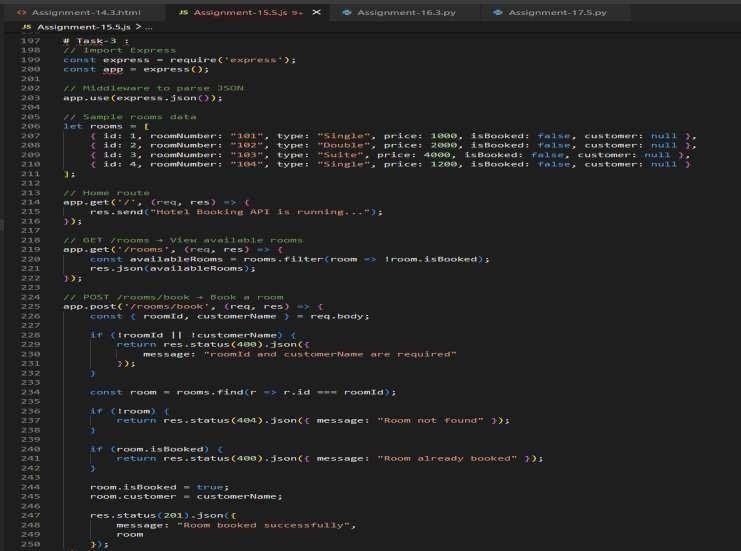 Assignment-14.3.html
JS Assignment-15.5.js 9+
Assignment-16.3.py
Assignment-17.5.py
JS Assignment-15.5.js > ...
197 # Task-3 :
198 // Import Express
199 const express = require('express');
200 const app = express();
201
202 // Middleware to parse JSON
203 app.use(express.json());
204
205 // Sample rooms data
206 let rooms = [
207 { id: 1, roomNumber: "101", type: "Single", price: 1000, isBooked: false, customer: null },
208 { id: 2, roomNumber: "102", type: "Double", price: 2000, isBooked: false, customer: null },
209 { id: 3, roomNumber: "103", type: "Suite", price: 4000, isBooked: false, customer: null },
210 { id: 4, roomNumber: "104", type: "Single", price: 1200, isBooked: false, customer: null }
211 ];
212
213 // Home route
214 app.get('/', (req, res) => {
215 res.send("Hotel Booking API is running...");
216 });
217
218 // GET /rooms → View available rooms
219 app.get('/rooms', (req, res) => {
220 const availableRooms = rooms.filter(room => !room.isBooked);
221 res.json(availableRooms);
222 });
223
224 // POST /rooms/book → Book a room
225 app.post('/rooms/book', (req, res) => {
226 const { roomId, customerName } = req.body;
227
228 if (!roomId || !customerName) {
229 return res.status(400).json({
230 message: "roomId and customerName are required"
231 });
232 }
233
234 const room = rooms.find(r => r.id === roomId);
235
236 if (!room) {
237 return res.status(404).json({ message: "Room not found" });
238 }
239
240 if (room.isBooked) {
241 return res.status(400).json({ message: "Room already booked" });
242 }
243
244 room.isBooked = true;
245 room.customer = customerName;
246
247 res.status(201).json({
248 message: "Room booked successfully",
249 room
250 });